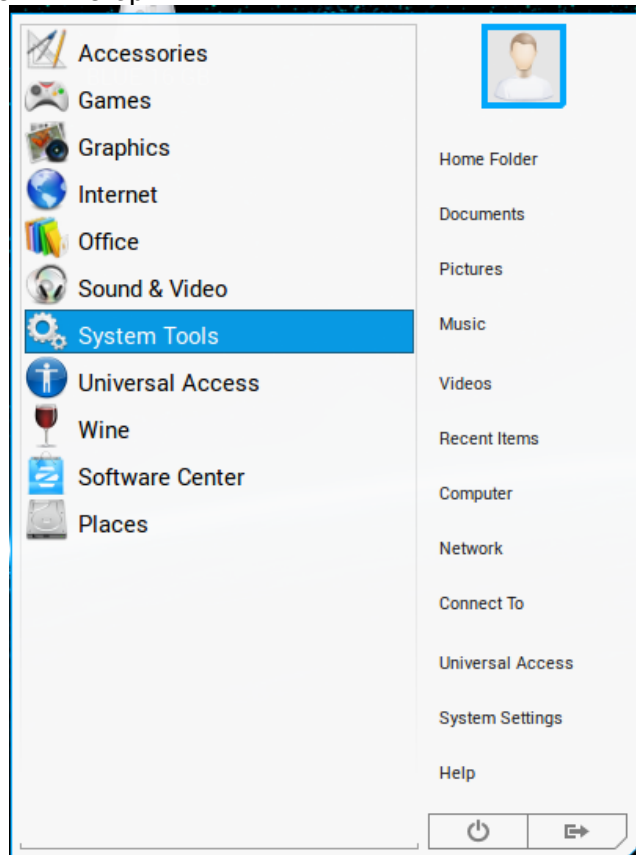 Accessories
Games
Graphics
Internet
Office
Sound & Video
System Tools
Universal Access
Wine
Software Center
Places
Home Folder
Documents
Pictures
Music
Videos
Recent Items
Computer
Network
Connect To
Universal Access
System Settings
Help